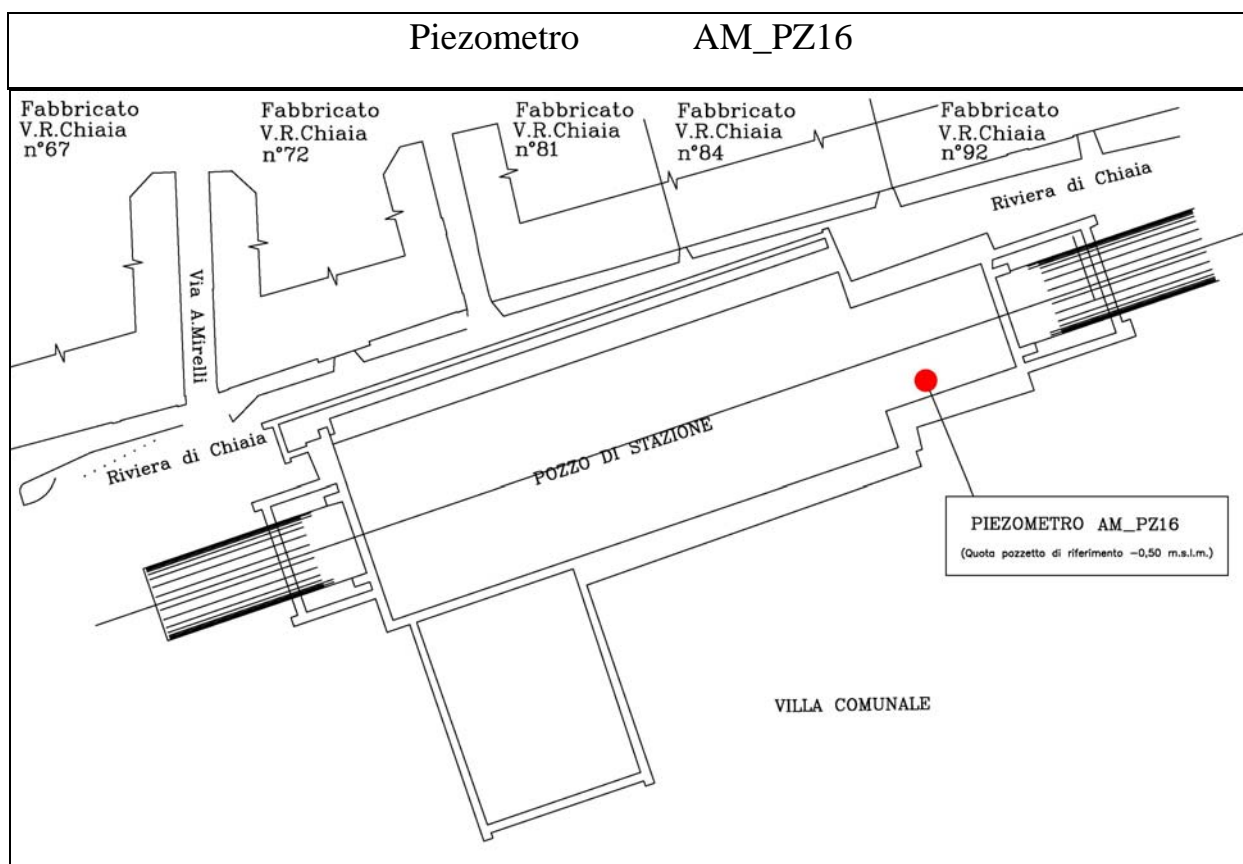 Piezometro AM_PZ16
Fabbricato
V.R.Chiaia
n°67
Fabbricato
V.R.Chiaia
n°72
Fabbricato
V.R.Chiaia
n°81
Fabbricato
V.R.Chiaia
n°84
Fabbricato
V.R.Chiaia
n°92
Riviera di Chiaia
Via A.Mirelli
Riviera di Chiaia
POZZO DI STAZIONE
PIEZOMETRO AM_PZ16
(Quota pozzetto di riferimento -0,50 m.s.l.m.)
VILLA COMUNALE